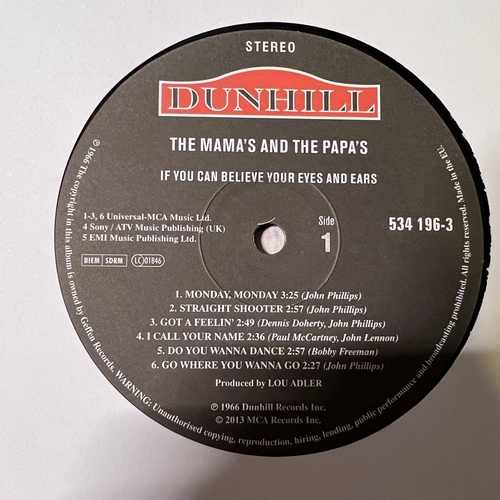 STEREO
DUNHILL
THE MAMA'S AND THE PAPA'S
IF YOU CAN BELIEVE YOUR EYES AND EARS
1-3, 6 Universal-MCA Music Ltd.
4 Sony / ATV Music Publishing (UK)
5 EMI Music Publishing Ltd.
BIEM SDRM LC 01846
Side
1
534 196-3
1. MONDAY, MONDAY 3:25 (John Phillips)
2. STRAIGHT SHOOTER 2:57 (John Phillips)
3. GOT A FEELIN' 2:49 (Dennis Doherty, John Phillips)
4. I CALL YOUR NAME 2:36 (Paul McCartney, John Lennon)
5. DO YOU WANNA DANCE 2:57 (Bobby Freeman)
6. GO WHERE YOU WANNA GO 2:27 (John Phillips)
Produced by LOU ADLER
℗ 1966 Dunhill Records Inc.
© 2013 MCA Records Inc.
℗ 1966 The copyright in this album is owned by Geffen Records. WARNING: Unauthorised copying, reproduction, hiring, lending, public performance and broadcasting prohibited. Made in the EU.